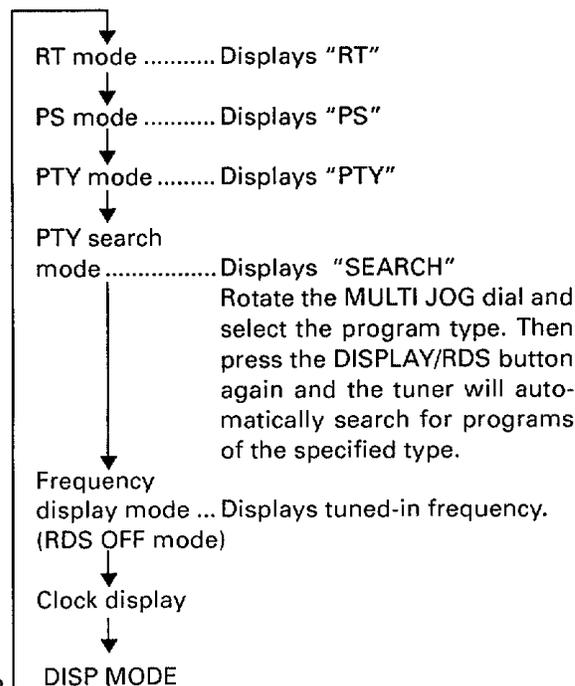 RT mode ........... Displays "RT"
PS mode ........... Displays "PS"
PTY mode ......... Displays "PTY"
PTY search
mode ................. Displays "SEARCH"
Rotate the MULTI JOG dial and
select the program type. Then
press the DISPLAY/RDS button
again and the tuner will auto-
matically search for programs
of the specified type.
Frequency
display mode ... Displays tuned-in frequency.
(RDS OFF mode)
Clock display
DISP MODE